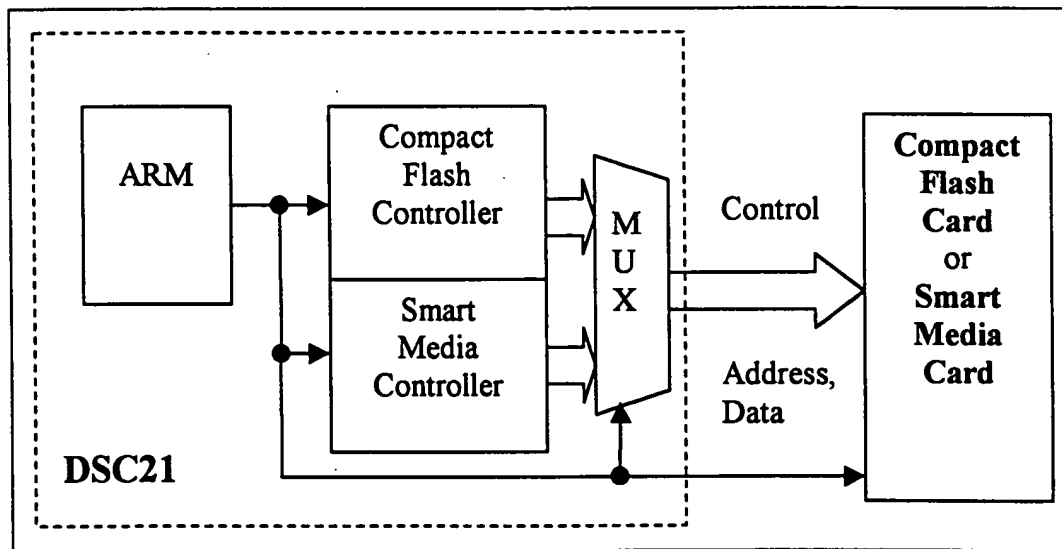 ARM
Compact
Flash
Controller
Smart
Media
Controller
M
U
X
Control
Address,
Data
Compact
Flash
Card
or
Smart
Media
Card
DSC21